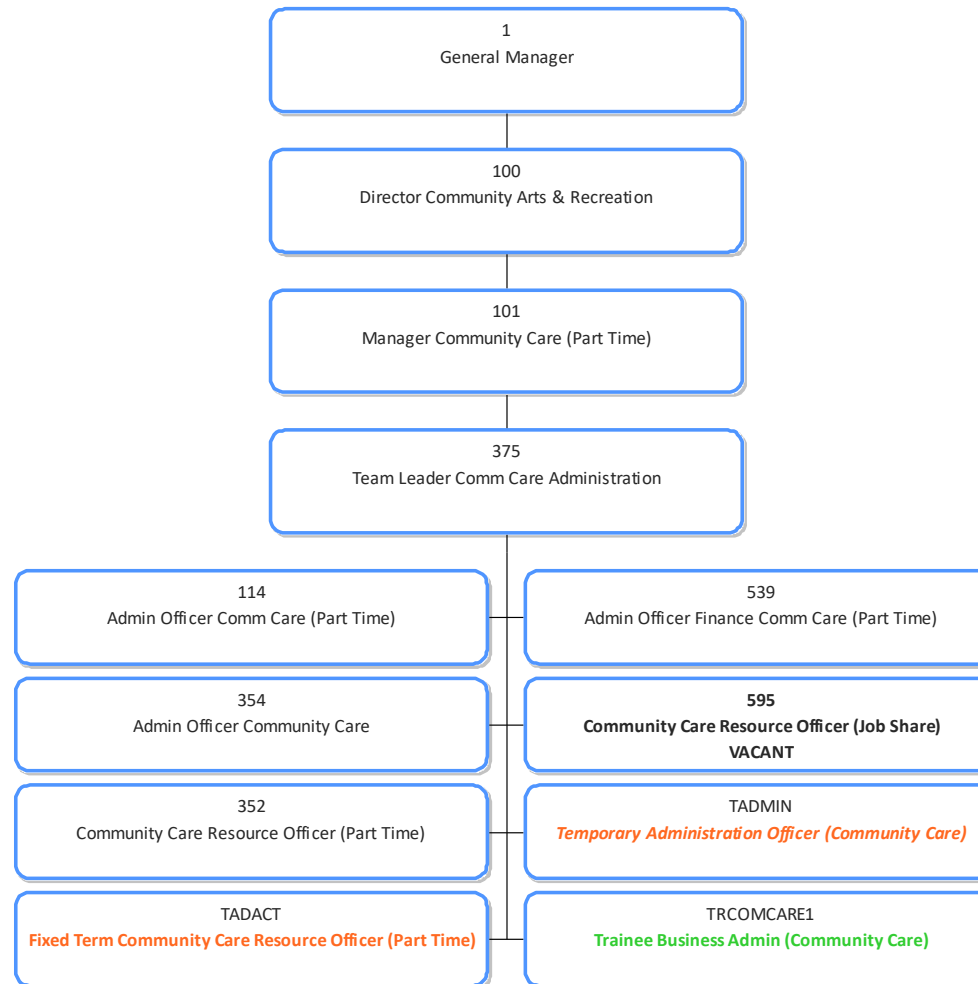 1
General Manager
100
Director Community Arts & Recreation
101
Manager Community Care (Part Time)
375
Team Leader Comm Care Administration
114
Admin Officer Comm Care (Part Time)
539
Admin Officer Finance Comm Care (Part Time)
354
Admin Officer Community Care
595
Community Care Resource Officer (Job Share)
VACANT
352
Community Care Resource Officer (Part Time)
TADMIN
Temporary Administration Officer (Community Care)
TADACT
Fixed Term Community Care Resource Officer (Part Time)
TRCOMCARE1
Trainee Business Admin (Community Care)